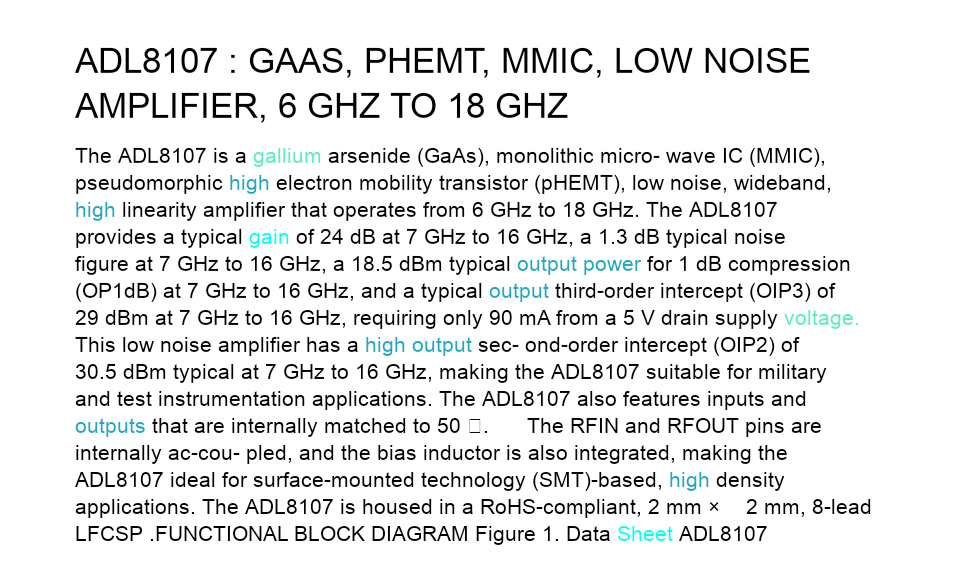 ADL8107 : GAAS, PHEMT, MMIC, LOW NOISE
AMPLIFIER, 6 GHZ TO 18 GHZ
The ADL8107 is a gallium arsenide (GaAs), monolithic micro- wave IC (MMIC),
pseudomorphic high electron mobility transistor (pHEMT), low noise, wideband,
high linearity amplifier that operates from 6 GHz to 18 GHz. The ADL8107
provides a typical gain of 24 dB at 7 GHz to 16 GHz, a 1.3 dB typical noise
figure at 7 GHz to 16 GHz, a 18.5 dBm typical output power for 1 dB compression
(OP1dB) at 7 GHz to 16 GHz, and a typical output third-order intercept (OIP3) of
29 dBm at 7 GHz to 16 GHz, requiring only 90 mA from a 5 V drain supply voltage.
This low noise amplifier has a high output sec- ond-order intercept (OIP2) of
30.5 dBm typical at 7 GHz to 16 GHz, making the ADL8107 suitable for military
and test instrumentation applications. The ADL8107 also features inputs and
outputs that are internally matched to 50 □. The RFIN and RFOUT pins are
internally ac-cou- pled, and the bias inductor is also integrated, making the
ADL8107 ideal for surface-mounted technology (SMT)-based, high density
applications. The ADL8107 is housed in a RoHS-compliant, 2 mm × 2 mm, 8-lead
LFCSP .FUNCTIONAL BLOCK DIAGRAM Figure 1. Data Sheet ADL8107